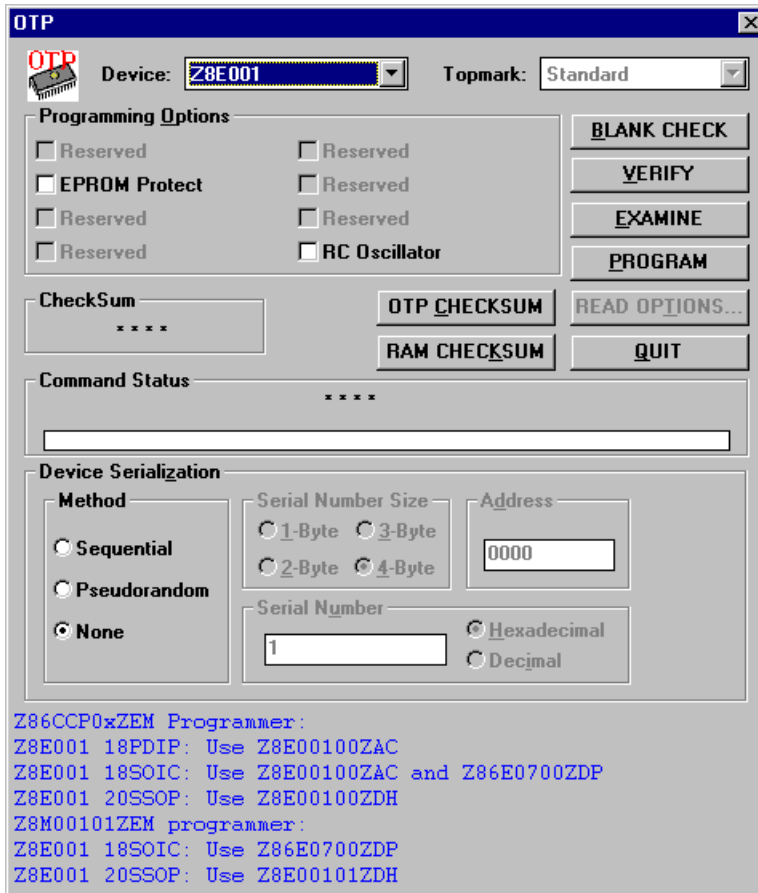 OTP
OTP
Device: Z8E001 Topmark: Standard
Programming Options
Reserved Reserved
EPROM Protect Reserved
Reserved Reserved
Reserved RC Oscillator
BLANK CHECK
VERIFY
EXAMINE
PROGRAM
CheckSum
****
OTP CHECKSUM READ OPTIONS...
RAM CHECKSUM QUIT
Command Status
****
Device Serialization
Method
Sequential
Pseudorandom
None
Serial Number Size
1-Byte 3-Byte
2-Byte 4-Byte
Address
0000
Serial Number
1
Hexadecimal
Decimal
Z86CCP0xZEM Programmer:
Z8E001 18PDIP: Use Z8E00100ZAC
Z8E001 18SOIC: Use Z8E00100ZAC and Z86E0700ZDP
Z8E001 20SSOP: Use Z8E00100ZDH
Z8M00101ZEM programmer:
Z8E001 18SOIC: Use Z86E0700ZDP
Z8E001 20SSOP: Use Z8E00101ZDH